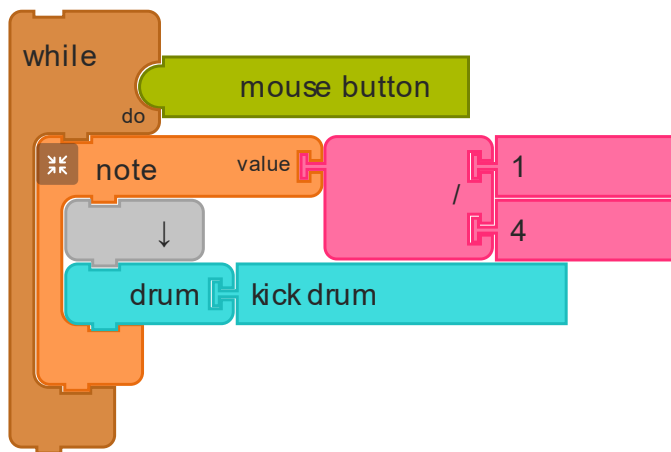 while
mouse button
do
note value 1
/
4
↓
drum kick drum